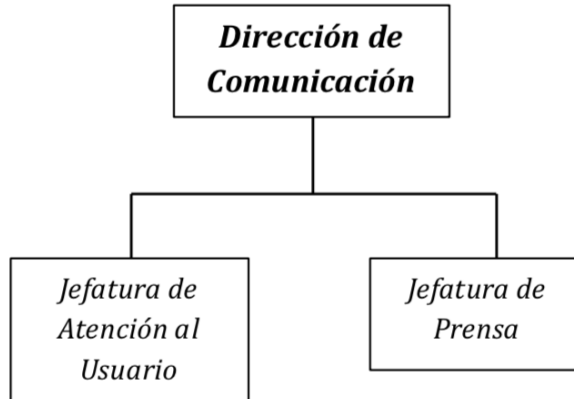 Dirección de
Comunicación
Jefatura de
Atención al
Usuario
Jefatura de
Prensa